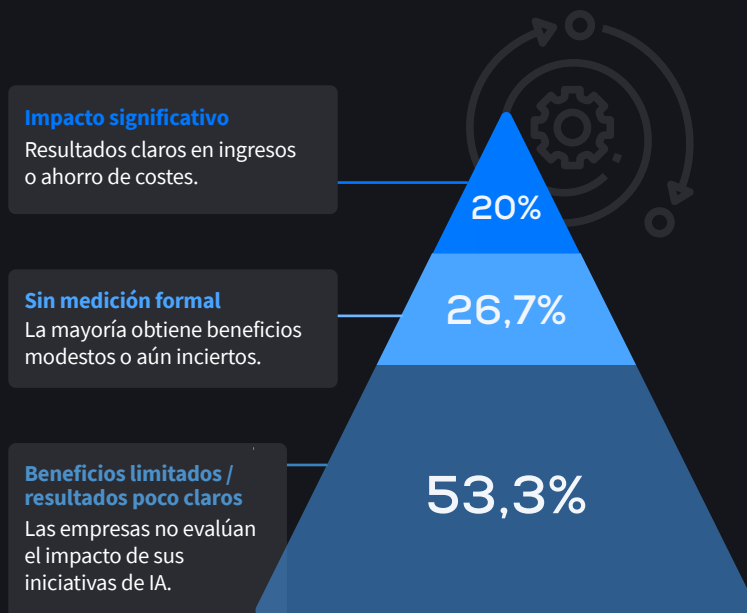 Impacto significativo
Resultados claros en ingresos
o ahorro de costes.
20%
Sin medición formal
La mayoría obtiene beneficios
modestos o aún inciertos.
26,7%
Beneficios limitados /
resultados poco claros
Las empresas no evalúan
el impacto de sus
iniciativas de IA.
53,3%